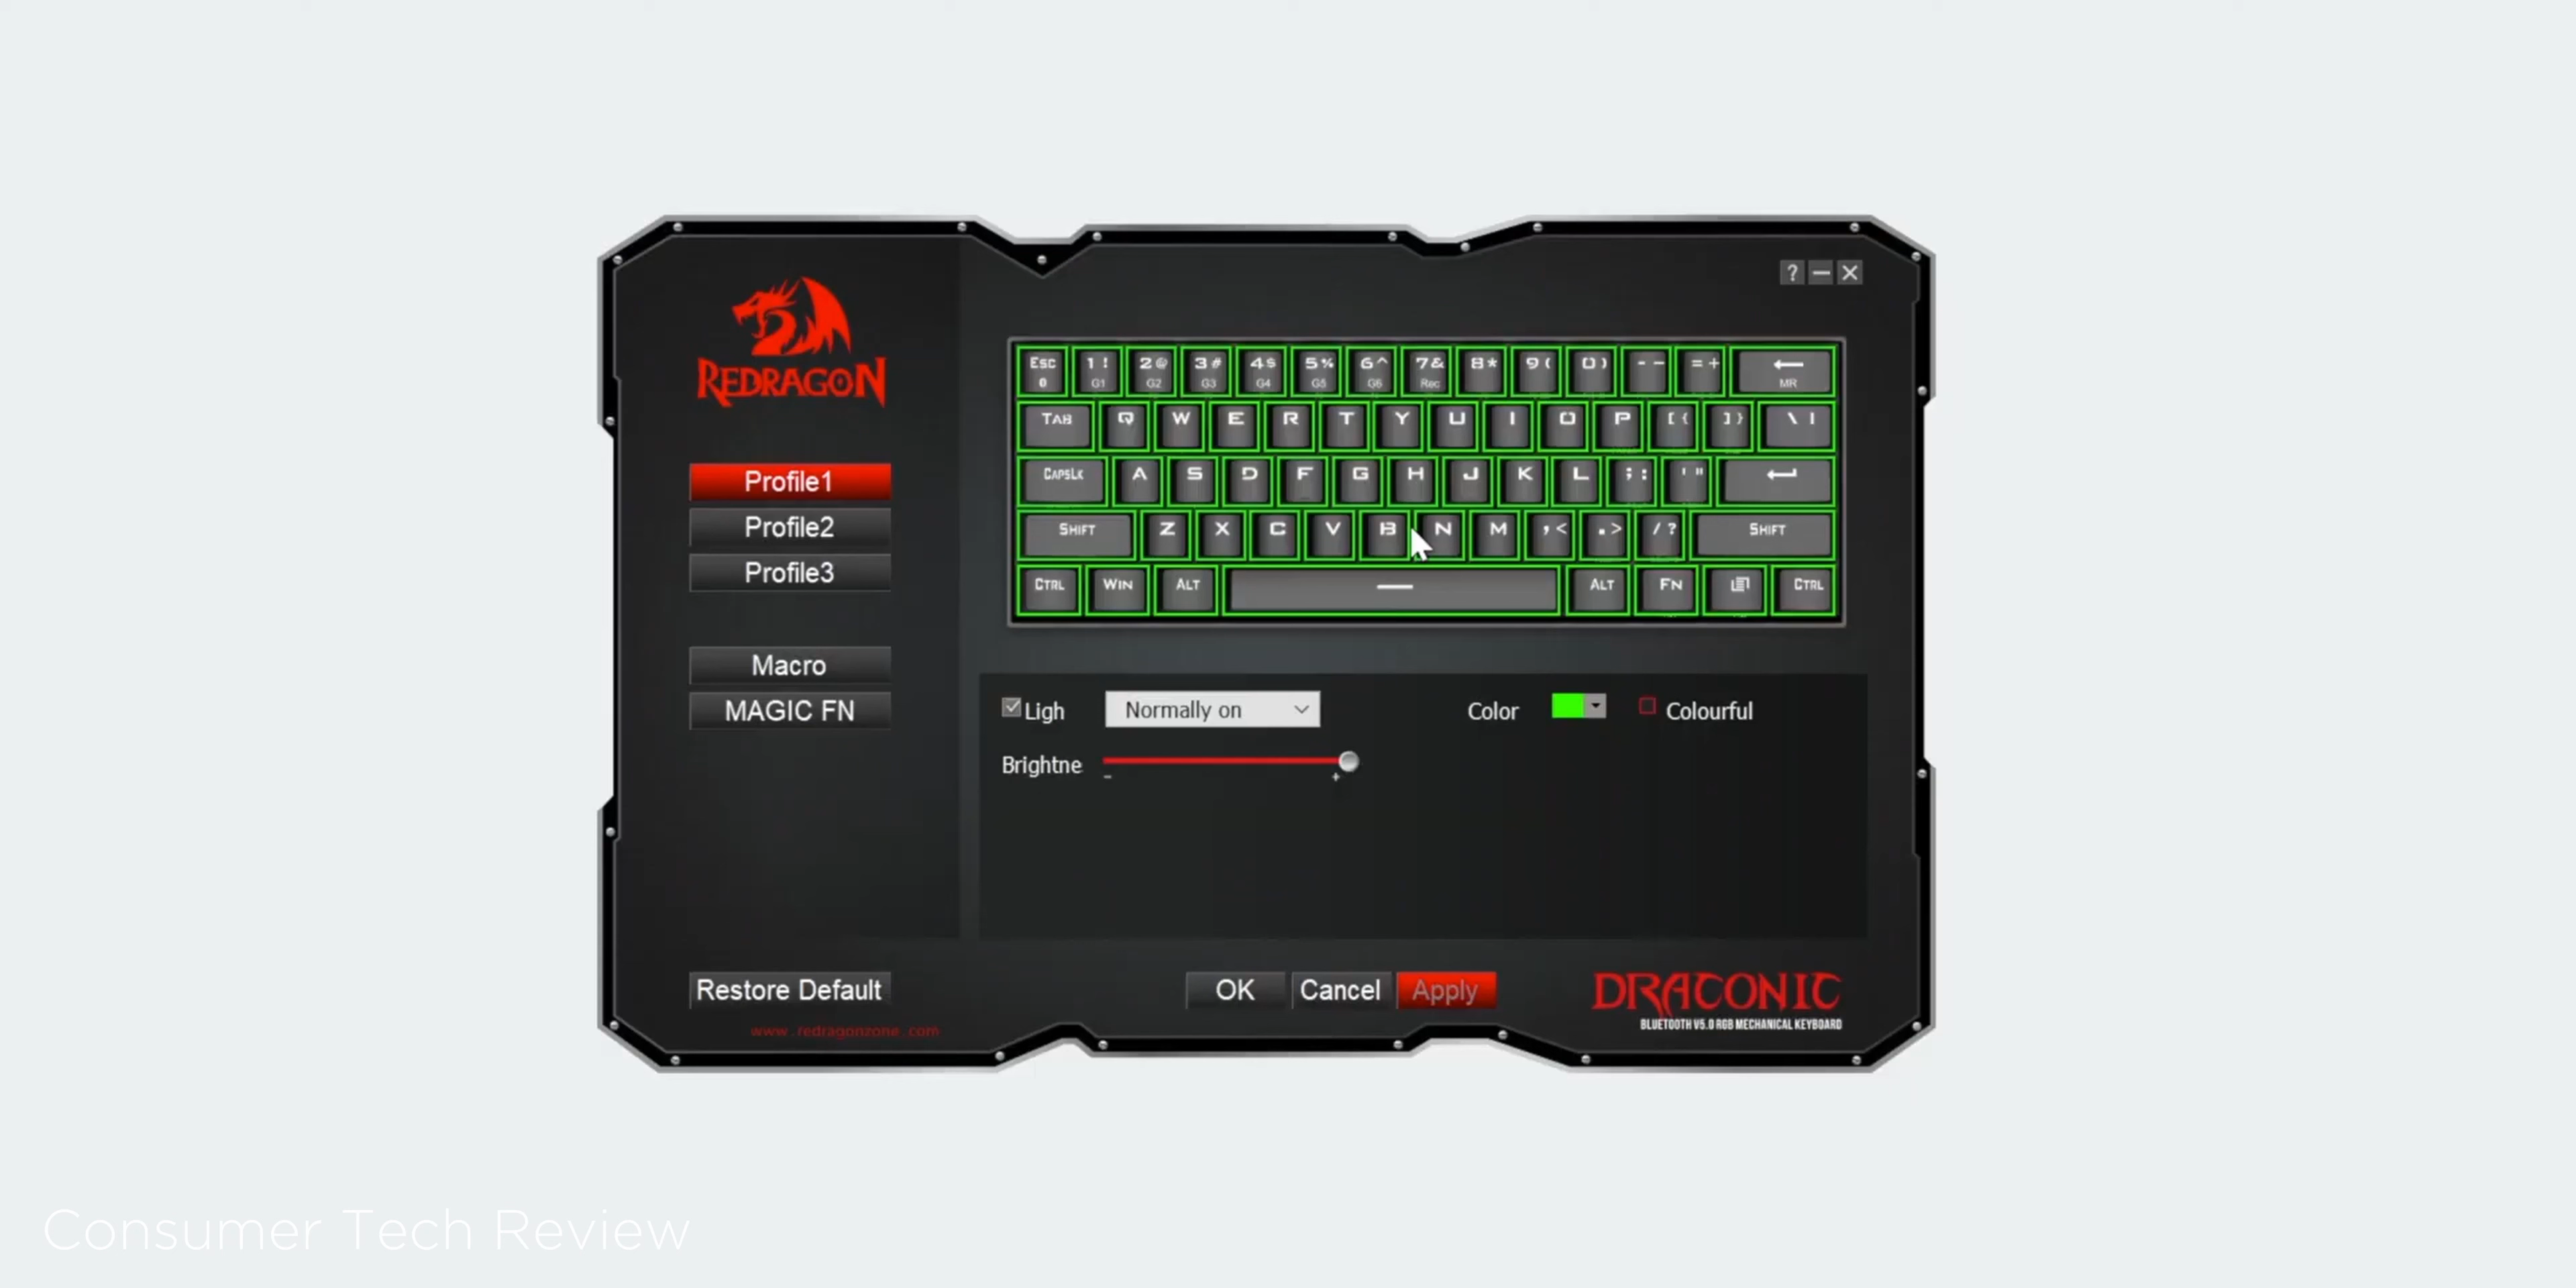 REDRAGON
? — X
Esc 1 ! 2 @ 3 # 4 $ 5 % 6 ^ 7 & 8 * 9 ( 0 ) - - = + ←
0 G1 G2 G3 G4 G5 G6 Rec MR
TAB Q W E R T Y U I O P [ { ] } \ |
CAPSLK A S D F G H J K L ; : ' "
SHIFT Z X C V B N M , < . > / ? SHIFT
CTRL WIN ALT — ALT FN CTRL
Profile1
Profile2
Profile3
Macro
MAGIC FN
Ligh Normally on Color Colourful
Brightne - +
Restore Default OK Cancel Apply
DRACONIC
BLUETOOTH V5.0 RGB MECHANICAL KEYBOARD
www.redragonzone.com
Consumer Tech Review